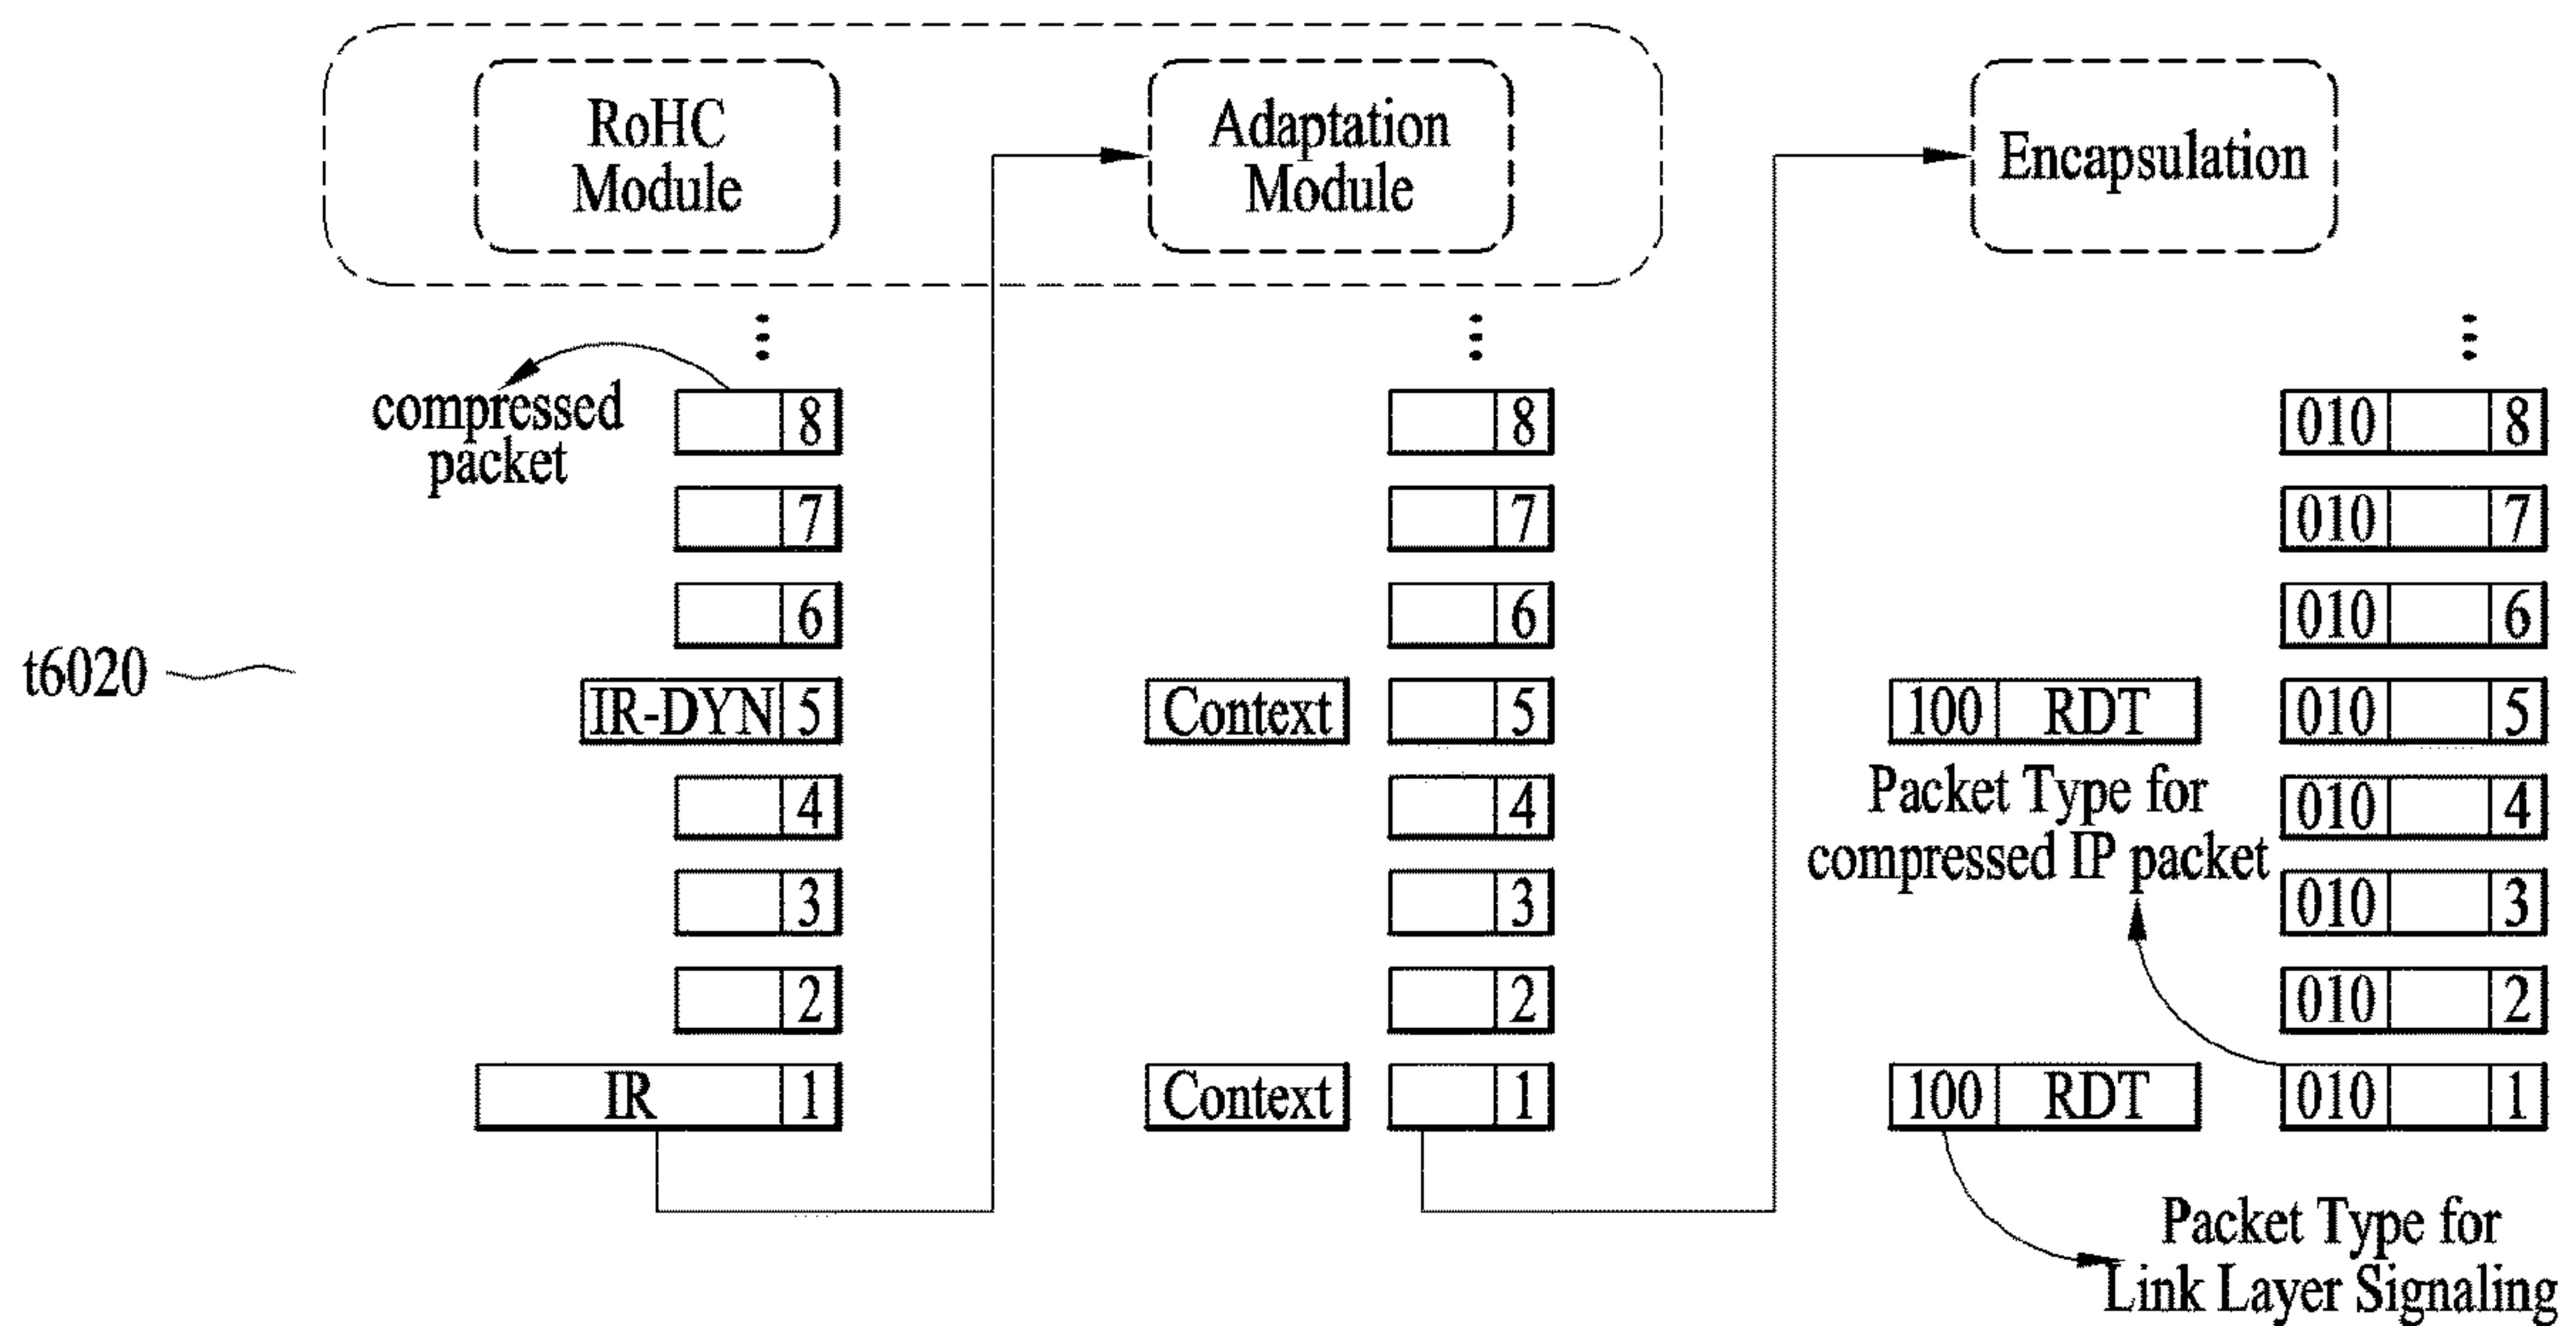 RoHC
Module
Adaptation
Module
Encapsulation
compressed
packet
8
8
010 8
7
7
010 7
6
6
010 6
t6020
IR-DYN 5
Context 5
100 RDT 010 5
4
4
Packet Type for
compressed IP packet
010 4
3
3
010 3
2
2
010 2
IR 1
Context 1
100 RDT 010 1
Packet Type for
Link Layer Signaling